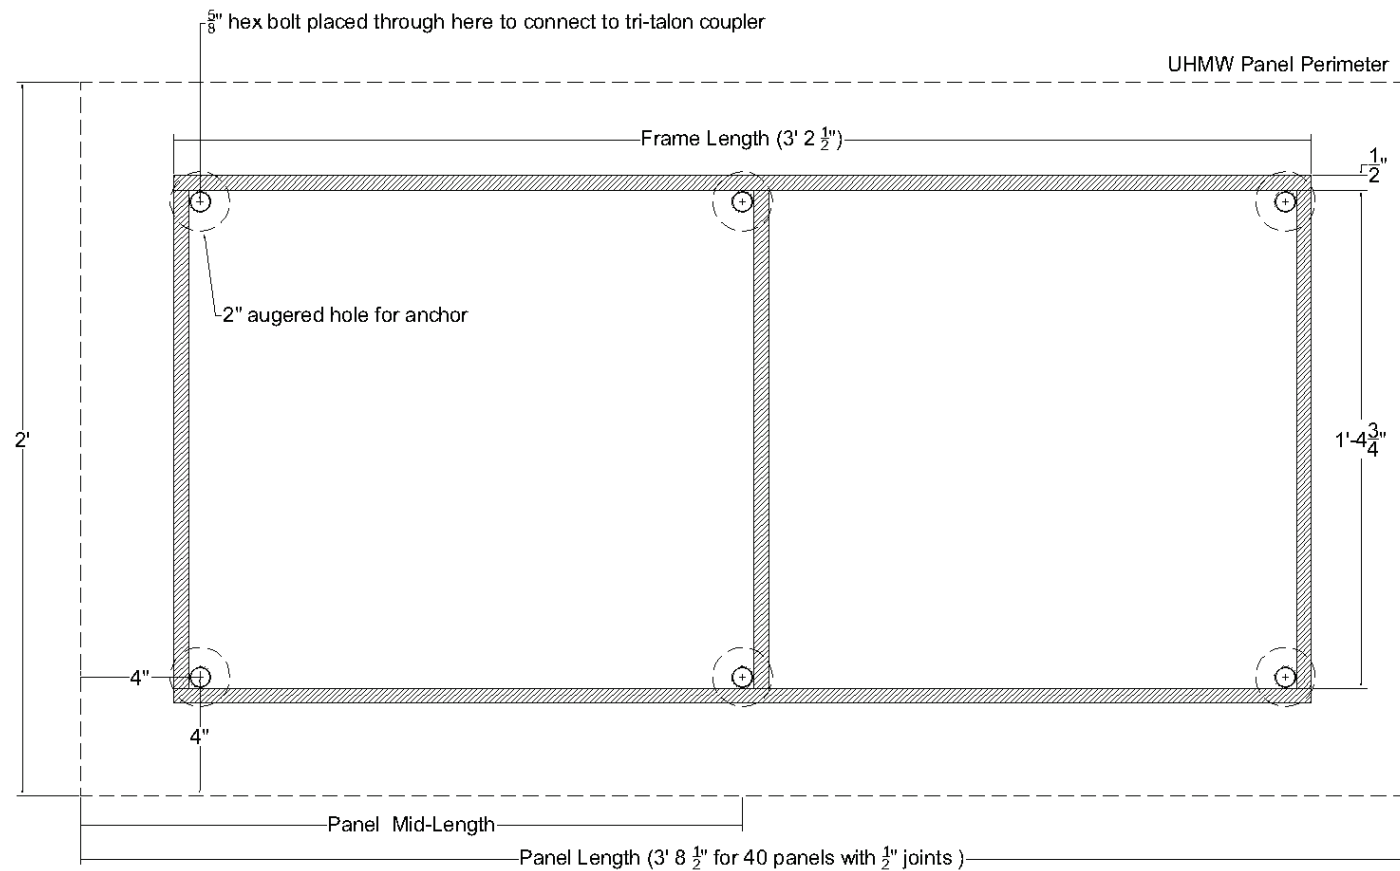 5/8" hex bolt placed through here to connect to tri-talon coupler
UHMW Panel Perimeter
Frame Length (3' 2 1/2")
1/2"
2" augered hole for anchor
2'
1'-4 3/4"
4"
4"
Panel Mid-Length
Panel Length (3' 8 1/2" for 40 panels with 1/2" joints )